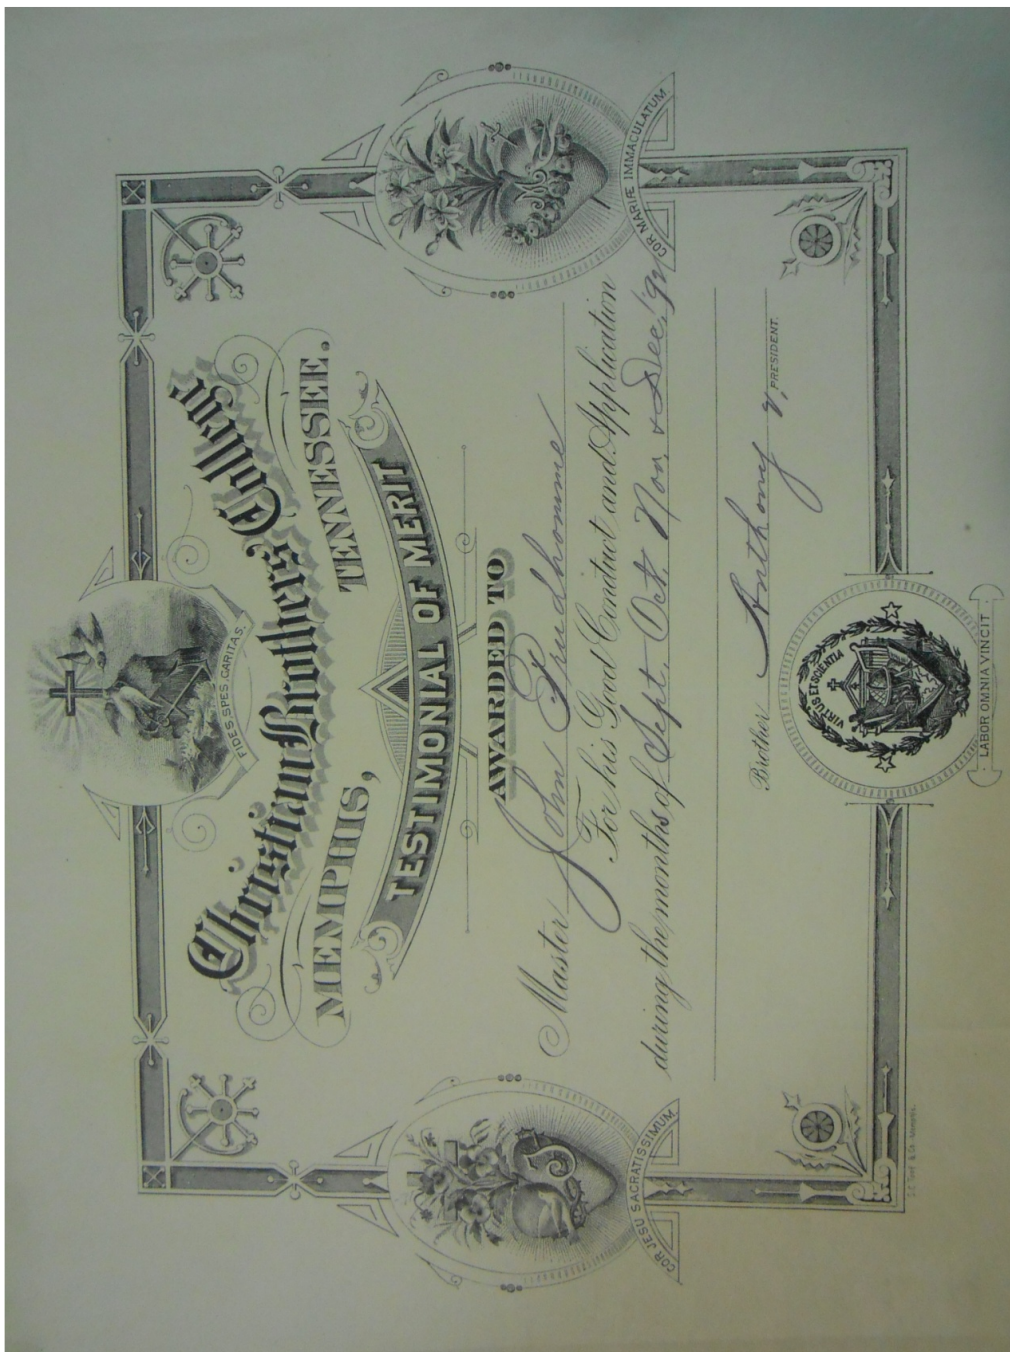 FIDES, SPES, CARITAS.
Christian Brothers College
MEMPHIS, TENNESSEE.
TESTIMONIAL OF MERIT
AWARDED TO
Master John Prudhomme
For his Good Conduct and Application
during the months of Sept. Oct. Nov. & Dec.
COR JESU SACRATISSIMUM.
COR MARIÆ IMMACULATUM
Brother Anthony
PRESIDENT.
VIRTUS ET SCIENTIA
LABOR OMNIA VINCIT